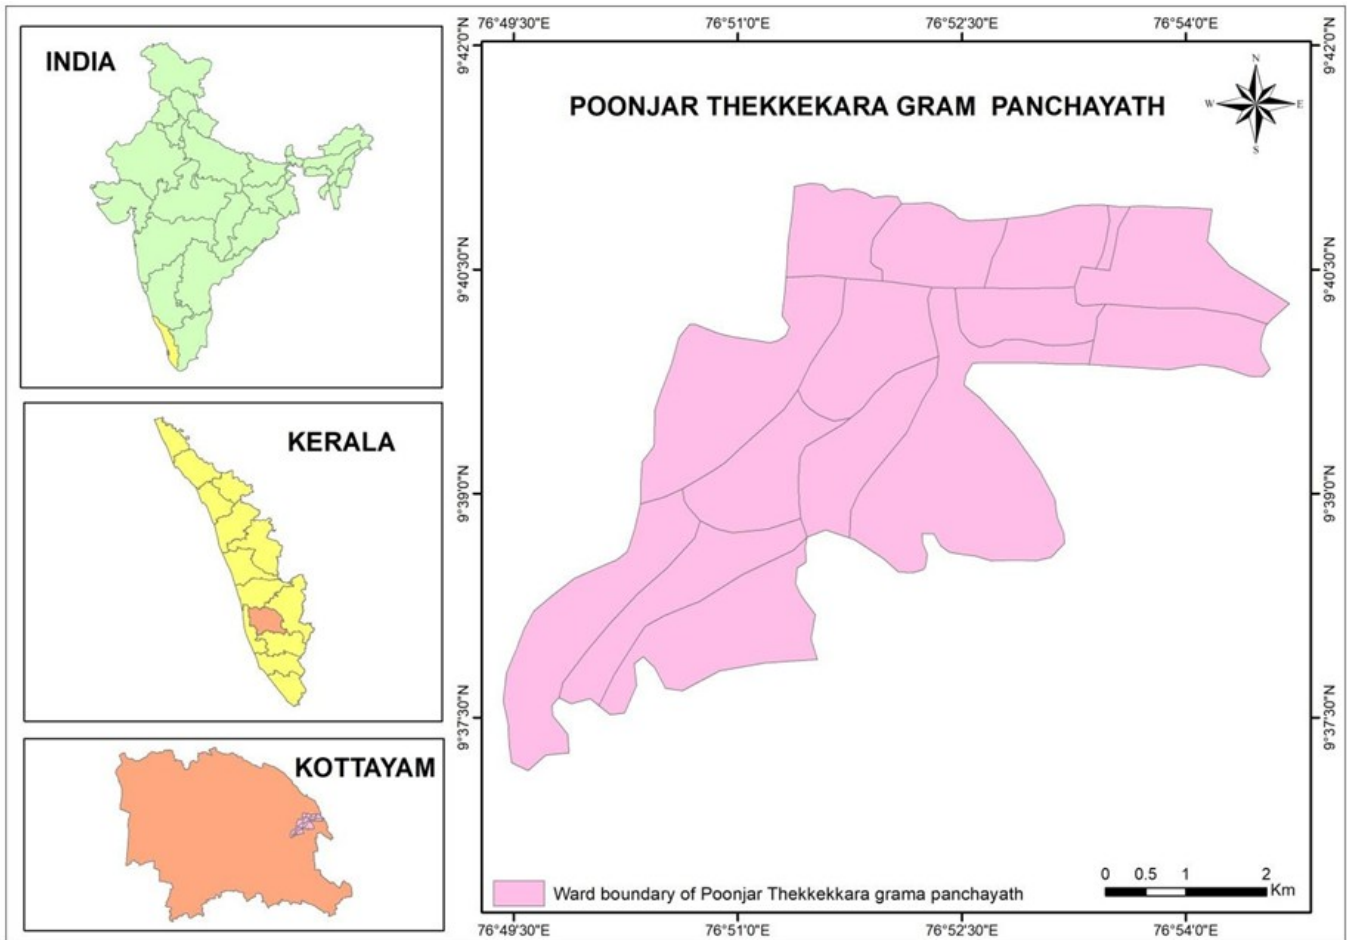 INDIA
KERALA
KOTTAYAM
76°49'30"E 76°51'0"E 76°52'30"E 76°54'0"E
POONJAR THEKKEKARA GRAM PANCHAYATH
N
W E
S
9°42'0"N 9°42'0"N
9°40'30"N 9°40'30"N
9°39'0"N 9°39'0"N
9°37'30"N 9°37'30"N
Ward boundary of Poonjar Thekkekkara grama panchayath
0 0.5 1 2
Km
76°49'30"E 76°51'0"E 76°52'30"E 76°54'0"E